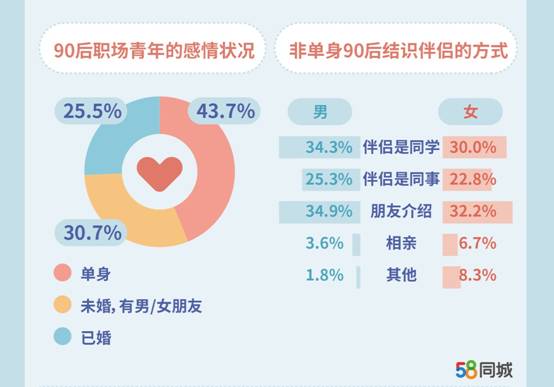 90后职场青年的感情状况
非单身90后结识伴侣的方式
25.5%
43.7%
30.7%
单身
未婚，有男/女朋友
已婚
男 女
34.3% 伴侣是同学 30.0%
25.3% 伴侣是同事 22.8%
34.9% 朋友介绍 32.2%
3.6% 相亲 6.7%
1.8% 其他 8.3%
58同城